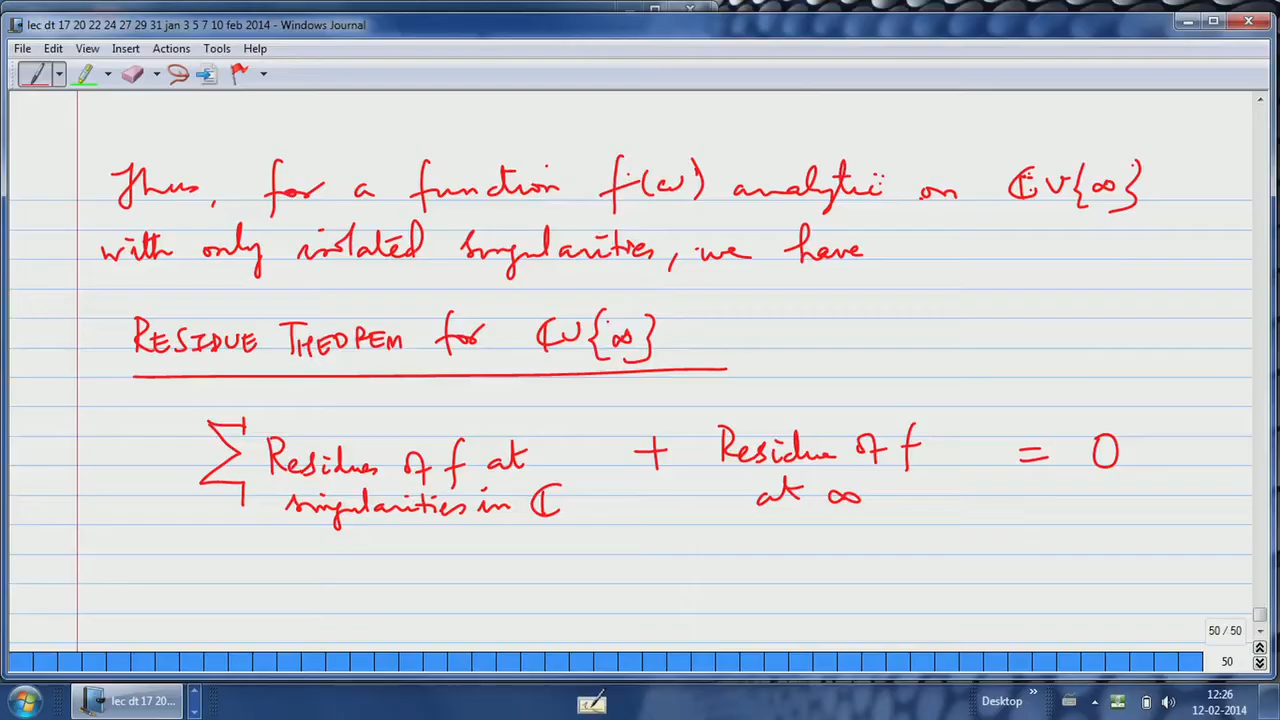 lec dt 17 20 22 24 27 29 31 jan 3 5 7 10 feb 2014 - Windows Journal
File Edit View Insert Actions Tools Help
Thus, for a function f(w) analytic on ℂ∪{∞}
with only isolated singularities, we have
RESIDUE THEOREM for ℂ∪{∞}
∑ Residues of f at + Residue of f = 0
singularities in ℂ at ∞
50 / 50
50
lec dt 17 20... Desktop » 12:26
12-02-2014